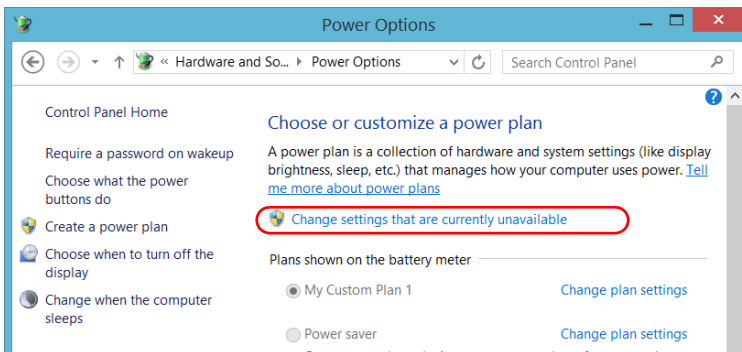 Power Options
« Hardware and So... Power Options
Search Control Panel
Control Panel Home
Require a password on wakeup
Choose what the power
buttons do
Create a power plan
Choose when to turn off the
display
Change when the computer
sleeps
Choose or customize a power plan
A power plan is a collection of hardware and system settings (like display
brightness, sleep, etc.) that manages how your computer uses power. Tell
me more about power plans
Change settings that are currently unavailable
Plans shown on the battery meter
My Custom Plan 1 Change plan settings
Power saver Change plan settings